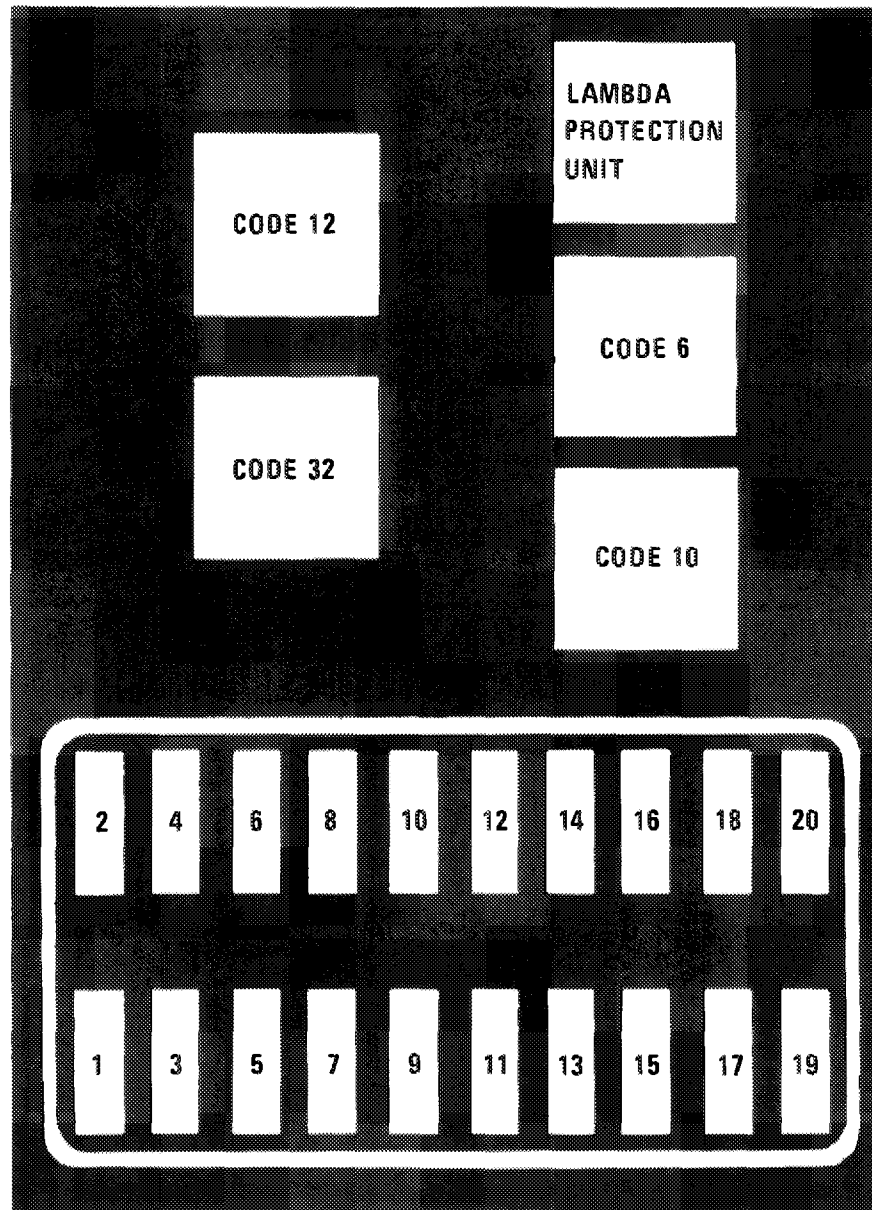 LAMBDA
PROTECTION
UNIT
CODE 12
CODE 6
CODE 32
CODE 10
2 4 6 8 10 12 14 16 18 20
1 3 5 7 9 11 13 15 17 19